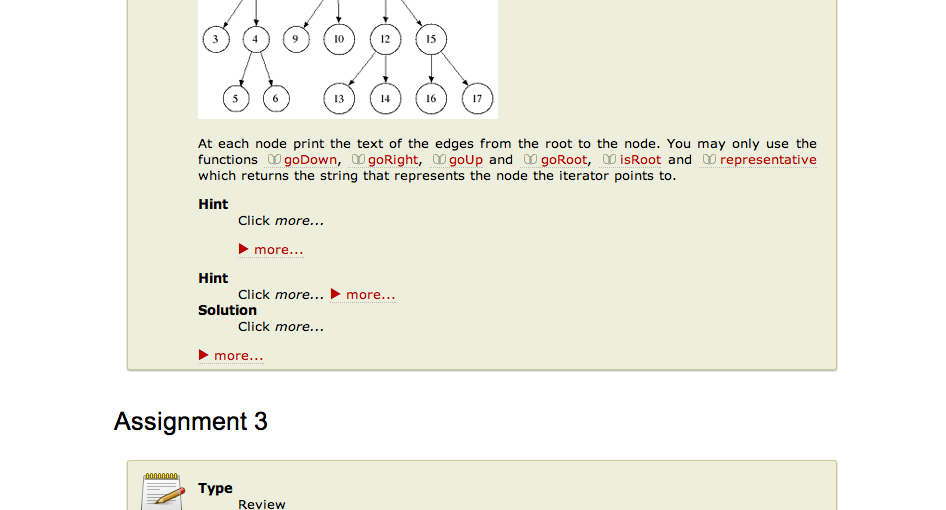 3 4 9 10 12 15
5 6 13 14 16 17
At each node print the text of the edges from the root to the node. You may only use the
functions goDown, goRight, goUp and goRoot, isRoot and representative
which returns the string that represents the node the iterator points to.
Hint
Click more...
▶ more...
Hint
Click more... ▶ more...
Solution
Click more...
▶ more...
Assignment 3
Type
Review